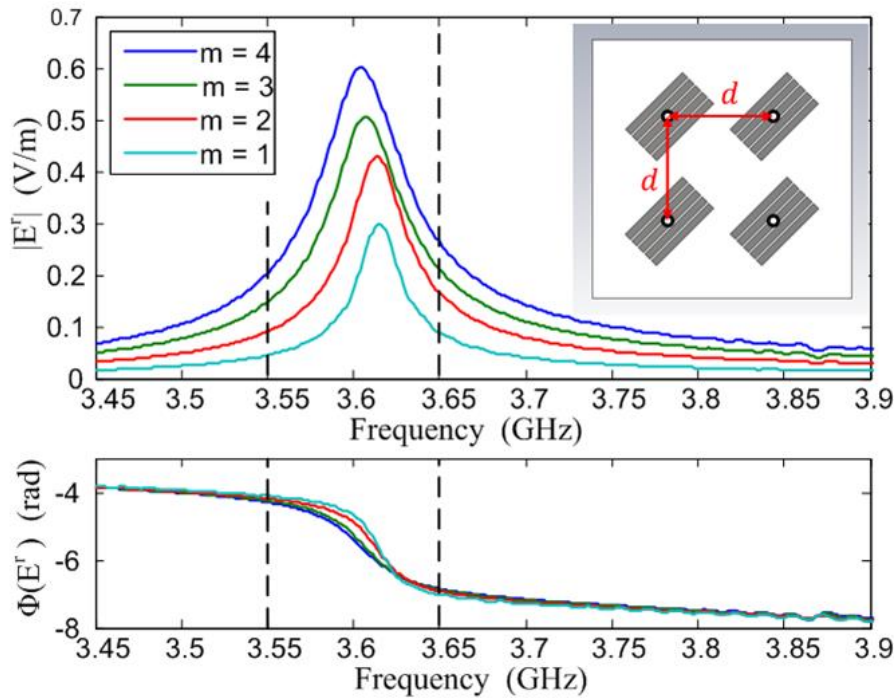 0.7
0.6
0.5
0.4
0.3
0.2
0.1
0
|Eʳ| (V/m)
m = 4
m = 3
m = 2
m = 1
d
d
3.45 3.5 3.55 3.6 3.65 3.7 3.75 3.8 3.85 3.9
Frequency (GHz)
-4
-6
-8
Φ(Eʳ) (rad)
3.45 3.5 3.55 3.6 3.65 3.7 3.75 3.8 3.85 3.9
Frequency (GHz)